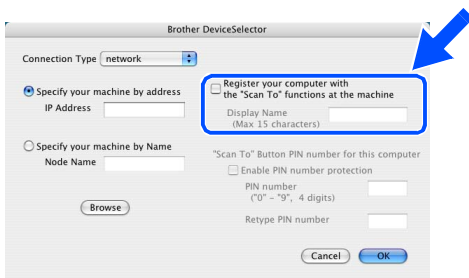 Brother DeviceSelector
Connection Type network
Specify your machine by address
IP Address
Specify your machine by Name
Node Name
Browse
Register your computer with
the "Scan To" functions at the machine
Display Name
(Max 15 characters)
"Scan To" Button PIN number for this computer
Enable PIN number protection
PIN number
("0" – "9", 4 digits)
Retype PIN number
Cancel OK